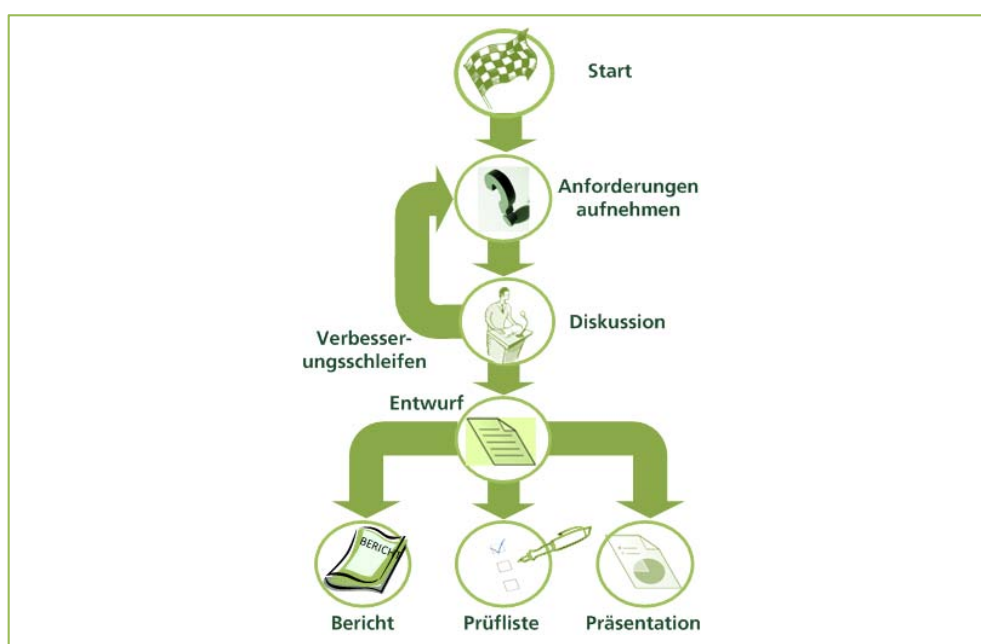 Start
Anforderungen
aufnehmen
Diskussion
Verbesser-
ungsschleifen
Entwurf
BERICHT
Bericht
Prüfliste
Präsentation